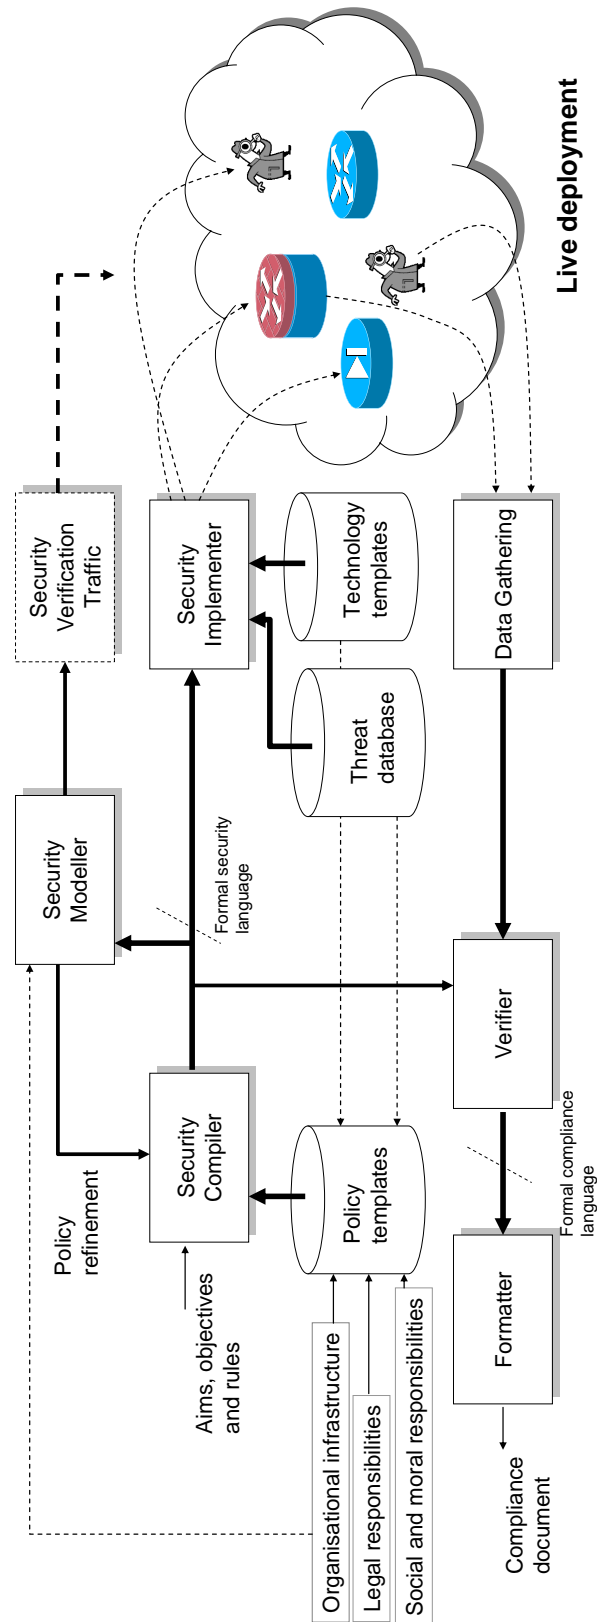 Aims, objectives
and rules
Policy
refinement
Security
Compiler
Security
Modeller
Security
Verification
Traffic
Formal security
language
Security
Implementer
Organisational infrastructure
Legal responsibilities
Social and moral responsibilities
Policy
templates
Threat
database
Technology
templates
Compliance
document
Formatter
Formal compliance
language
Verifier
Data Gathering
Live deployment